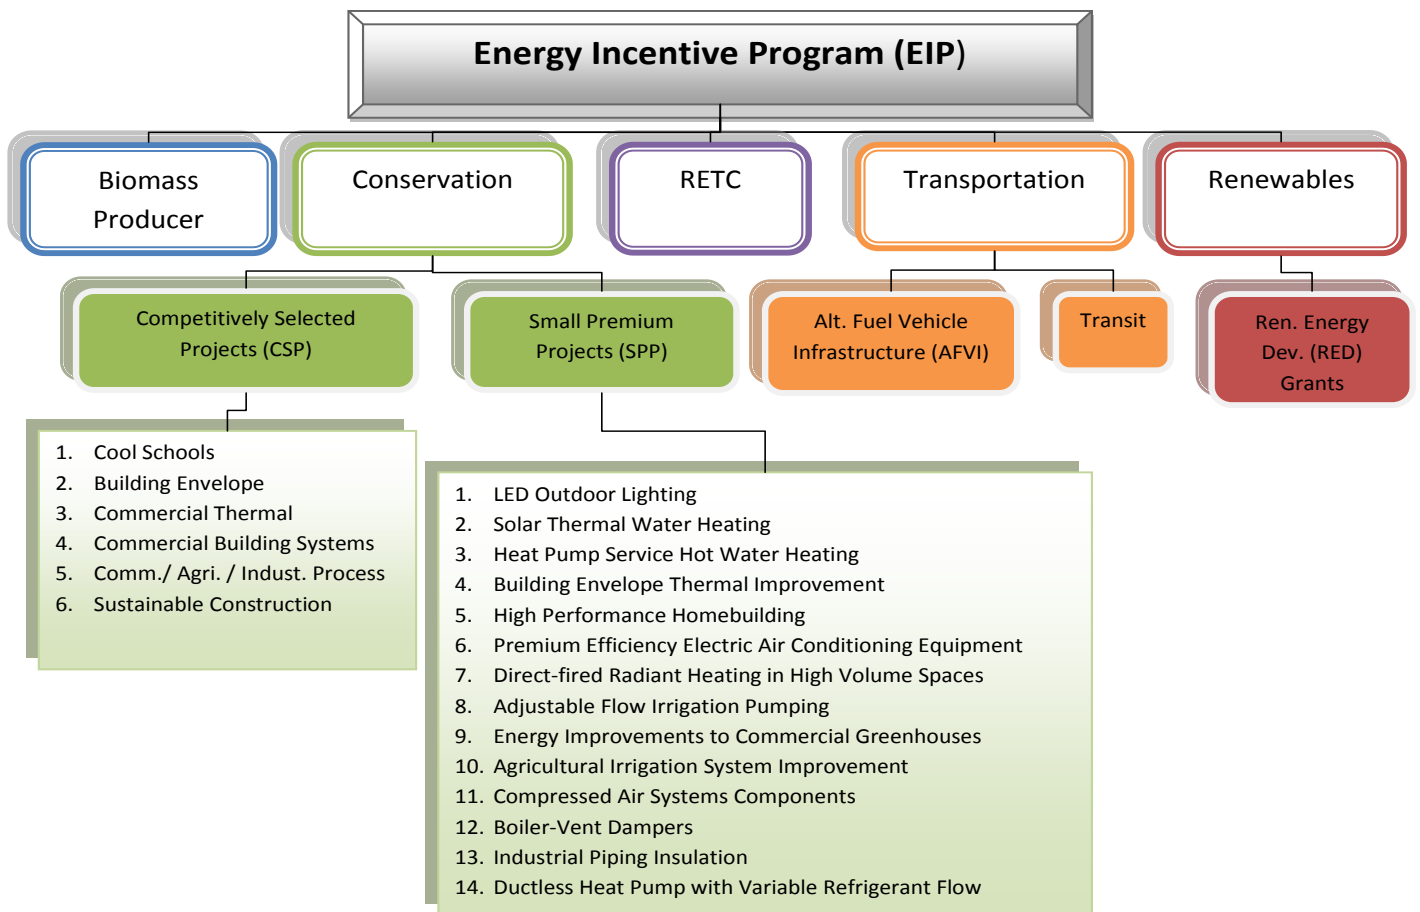 Energy Incentive Program (EIP)
Biomass
Producer
Conservation
RETC
Transportation
Renewables
Competitively Selected
Projects (CSP)
Small Premium
Projects (SPP)
Alt. Fuel Vehicle
Infrastructure (AFVI)
Transit
Ren. Energy
Dev. (RED)
Grants
1. Cool Schools
2. Building Envelope
3. Commercial Thermal
4. Commercial Building Systems
5. Comm./ Agri. / Indust. Process
6. Sustainable Construction
1. LED Outdoor Lighting
2. Solar Thermal Water Heating
3. Heat Pump Service Hot Water Heating
4. Building Envelope Thermal Improvement
5. High Performance Homebuilding
6. Premium Efficiency Electric Air Conditioning Equipment
7. Direct-fired Radiant Heating in High Volume Spaces
8. Adjustable Flow Irrigation Pumping
9. Energy Improvements to Commercial Greenhouses
10. Agricultural Irrigation System Improvement
11. Compressed Air Systems Components
12. Boiler-Vent Dampers
13. Industrial Piping Insulation
14. Ductless Heat Pump with Variable Refrigerant Flow